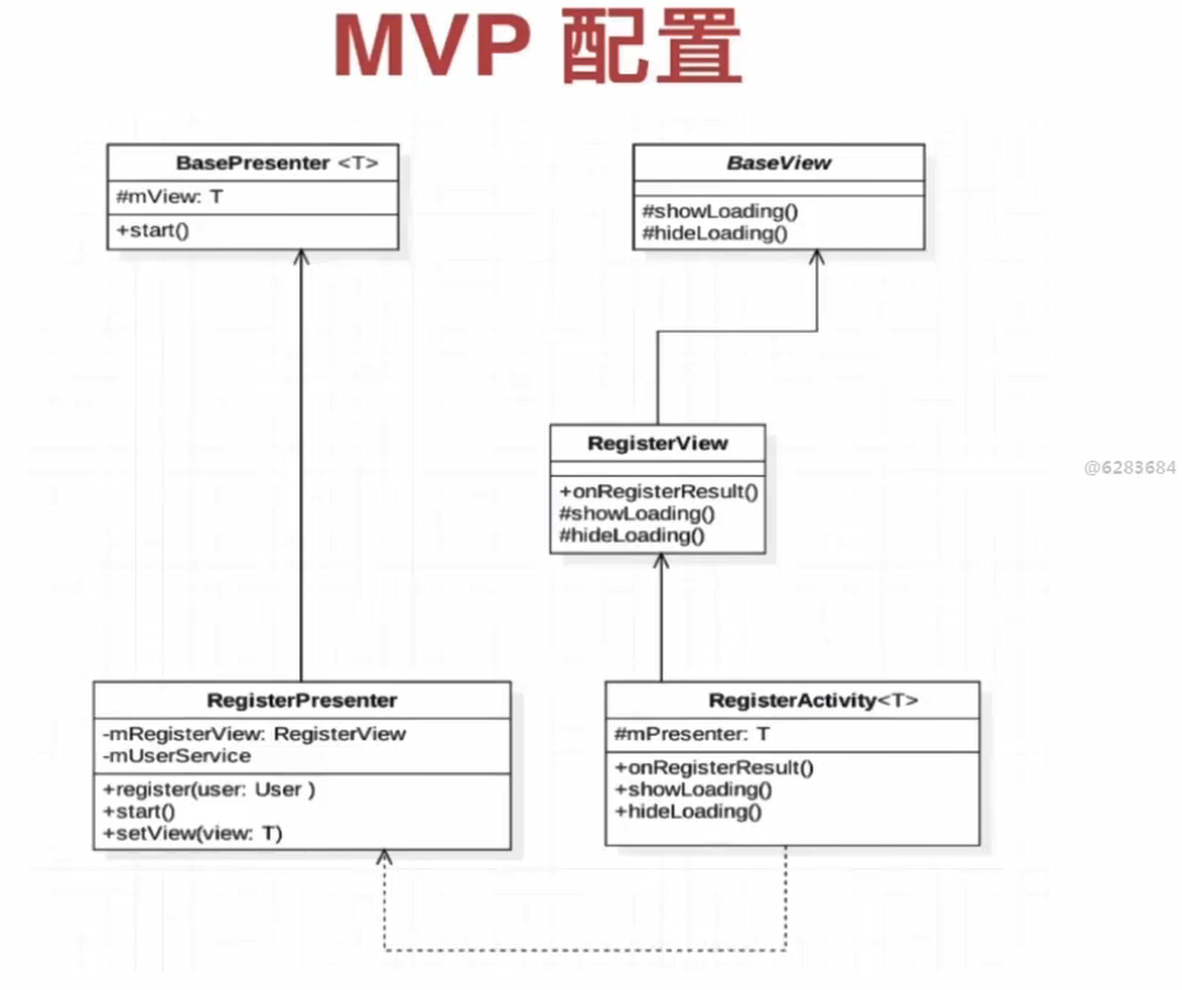 MVP 配置
BasePresenter <T>
#mView: T
+start()
BaseView
#showLoading()
#hideLoading()
RegisterView
+onRegisterResult()
#showLoading()
#hideLoading()
@6283684
RegisterPresenter
-mRegisterView: RegisterView
-mUserService
+register(user: User )
+start()
+setView(view: T)
RegisterActivity<T>
#mPresenter: T
+onRegisterResult()
+showLoading()
+hideLoading()